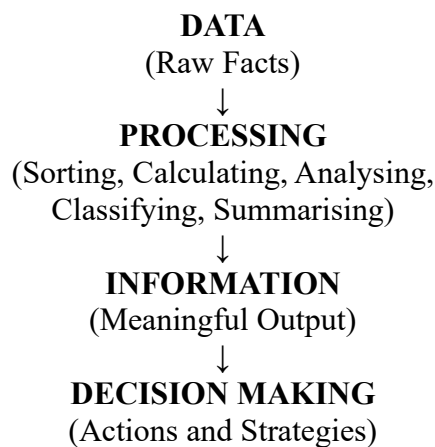 DATA
(Raw Facts)
↓
PROCESSING
(Sorting, Calculating, Analysing,
Classifying, Summarising)
↓
INFORMATION
(Meaningful Output)
↓
DECISION MAKING
(Actions and Strategies)